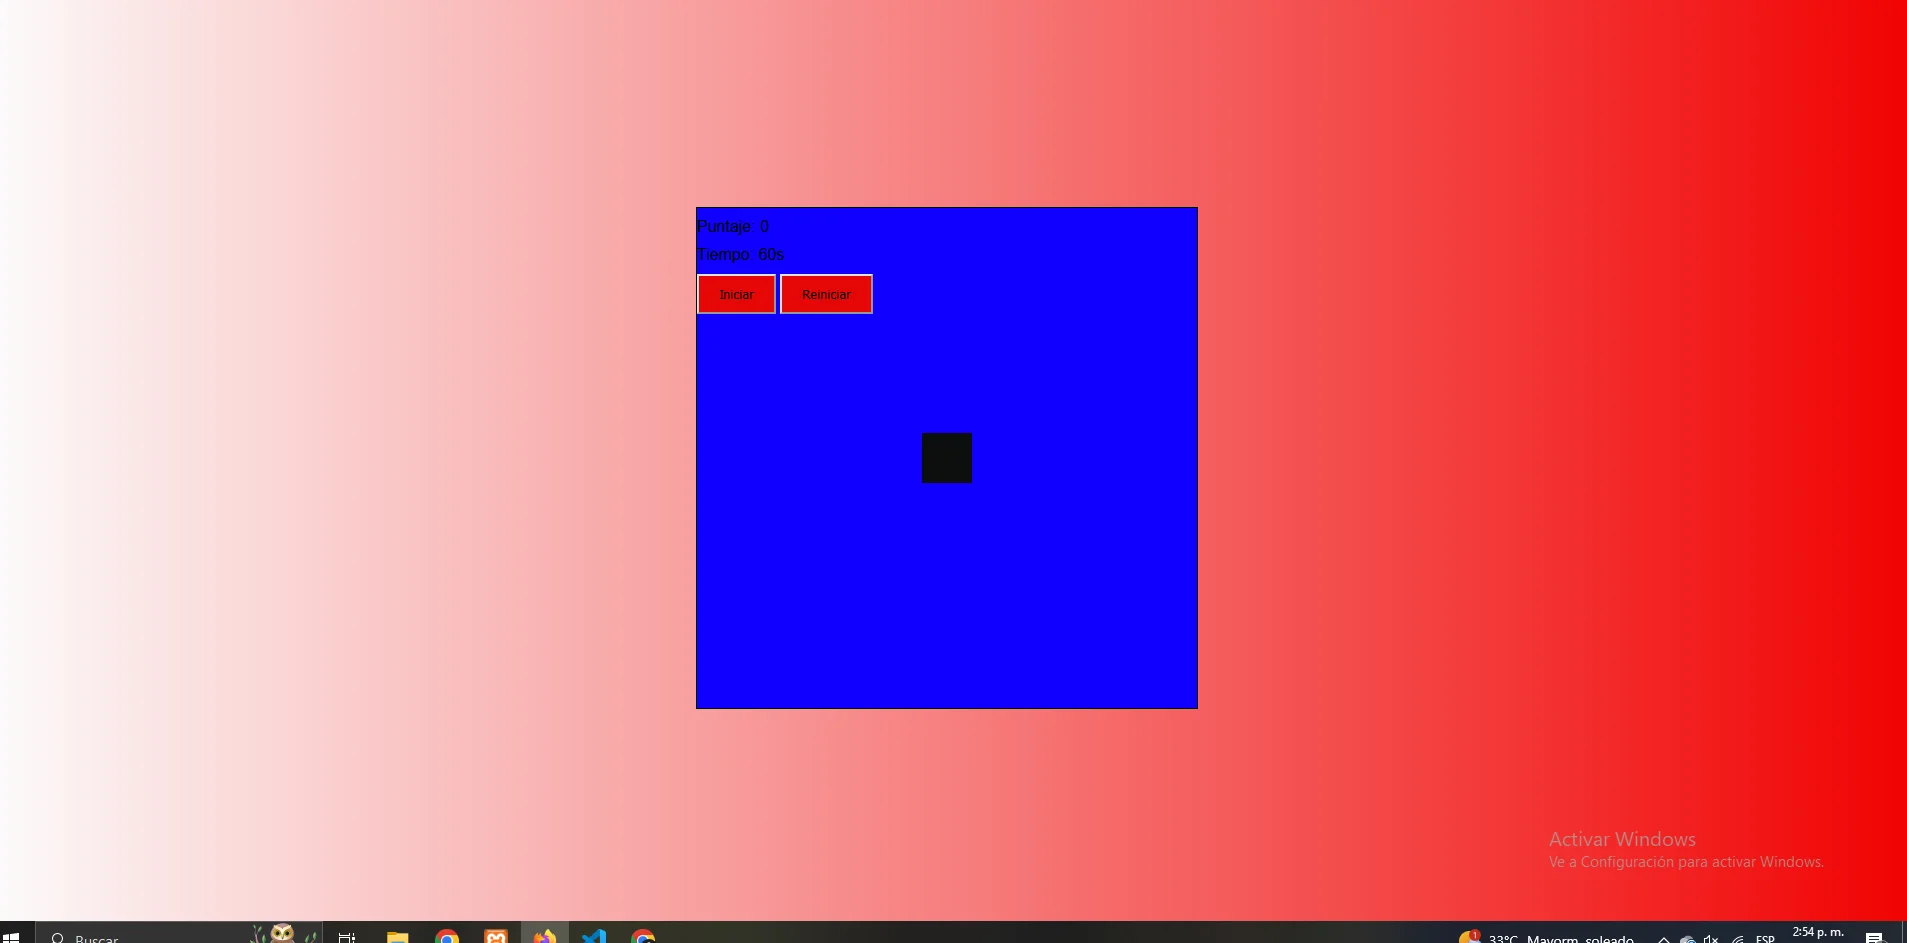 Puntaje: 0
Tiempo: 60s
Iniciar
Reiniciar
Activar Windows
Ve a Configuración para activar Windows.
Buscar
1
33°C Mayorm. soleado
ESP
2:54 p. m.